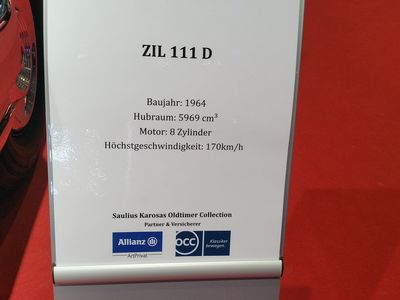 ZIL 111 D
Baujahr: 1964
Hubraum: 5969 cm³
Motor: 8 Zylinder
Höchstgeschwindigkeit: 170km/h
Saulius Karosas Oldtimer Collection
Partner & Versicherer
Allianz
ArtPrivat
OCC
Klassiker
bewegen.